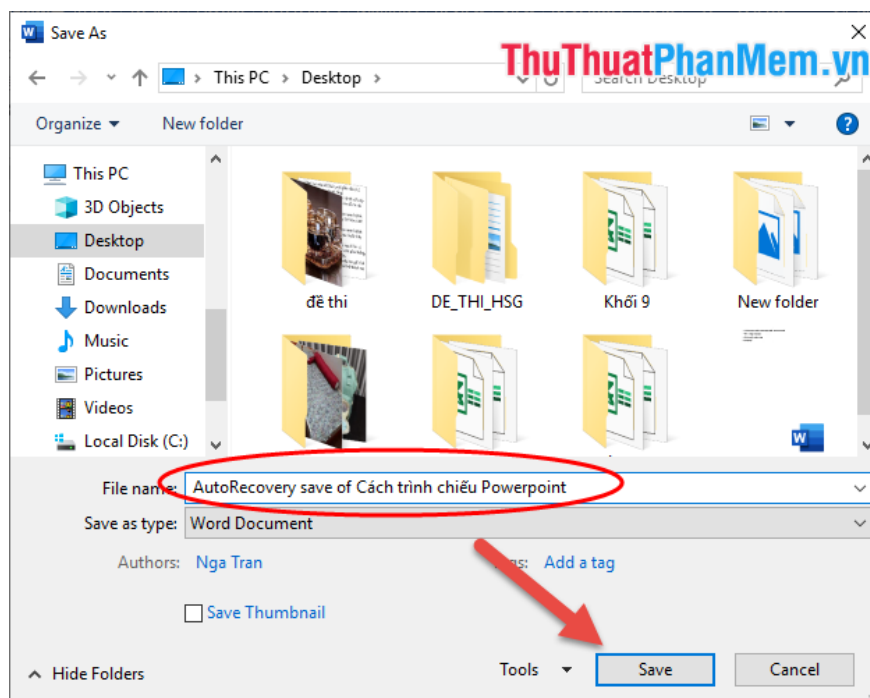 Save As
ThuThuatPhanMem.vn
This PC > Desktop >
Search Desktop
Organize
New folder
?
This PC
3D Objects
Desktop
Documents
Downloads
Music
Pictures
Videos
Local Disk (C:)
đề thi
DE_THI_HSG
Khối 9
New folder
File name: AutoRecovery save of Cách trình chiếu Powerpoint
Save as type: Word Document
Authors: Nga Tran
Add a tag
Save Thumbnail
Hide Folders
Tools
Save
Cancel